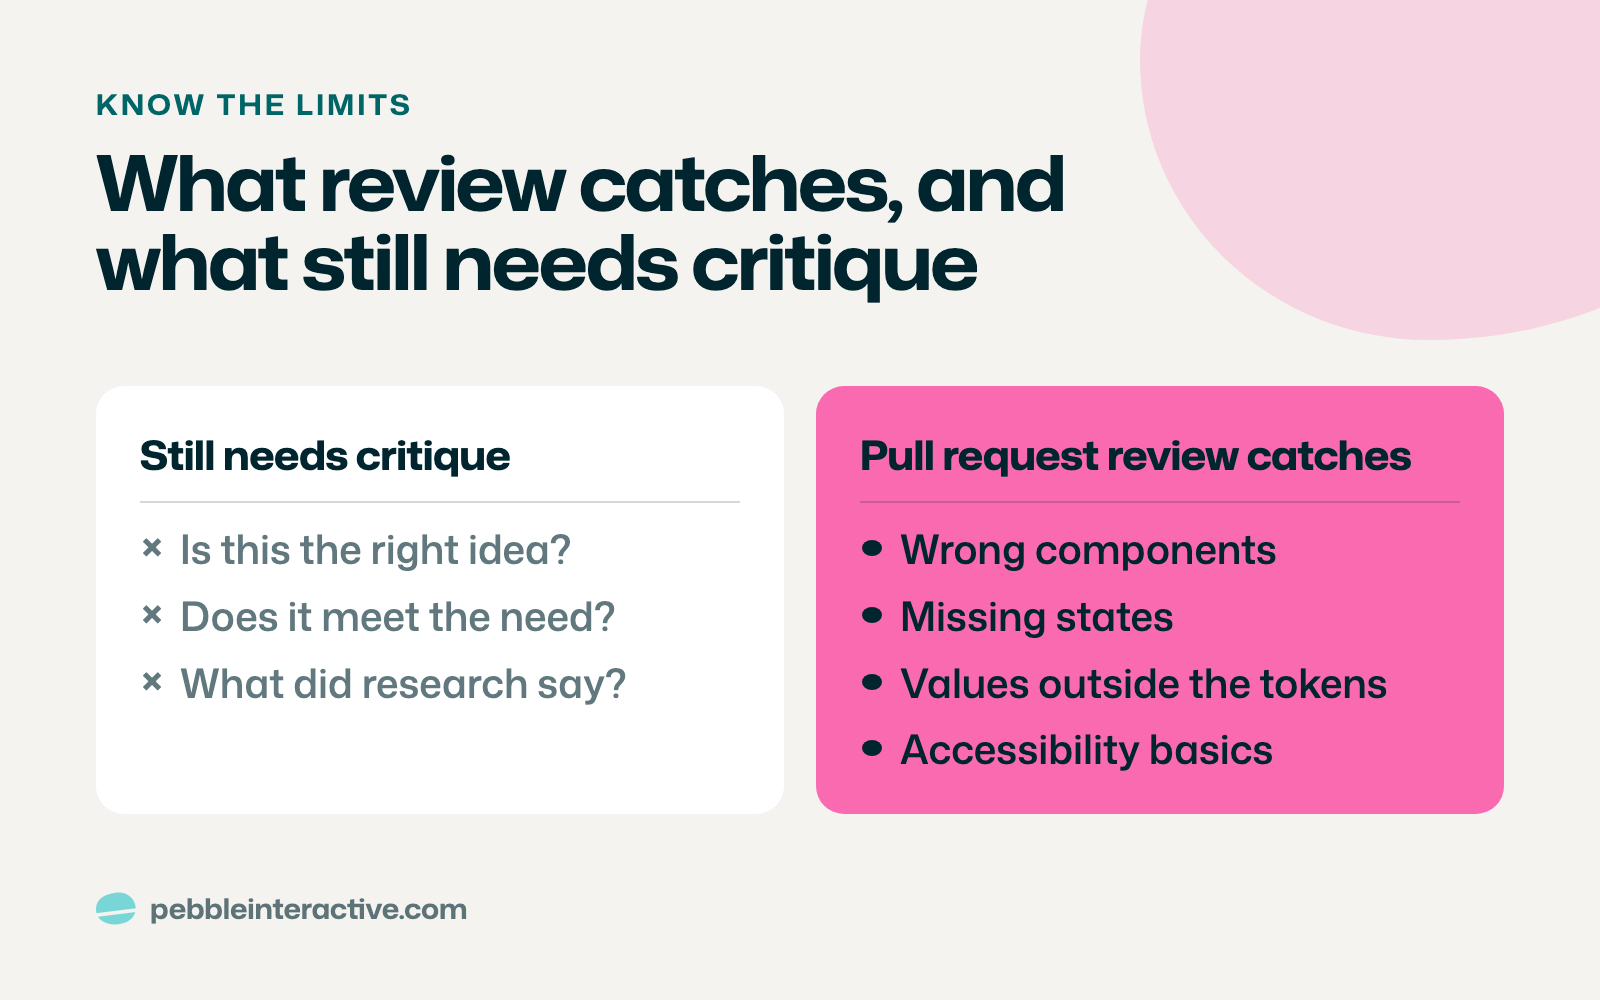 KNOW THE LIMITS
What review catches, and
what still needs critique
Still needs critique
× Is this the right idea?
× Does it meet the need?
× What did research say?
Pull request review catches
● Wrong components
● Missing states
● Values outside the tokens
● Accessibility basics
pebbleinteractive.com